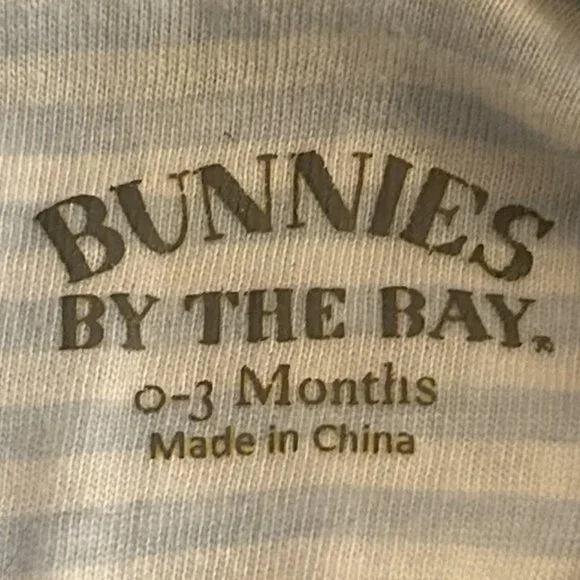 BUNNIES
BY THE BAY®
0-3 Months
Made in China